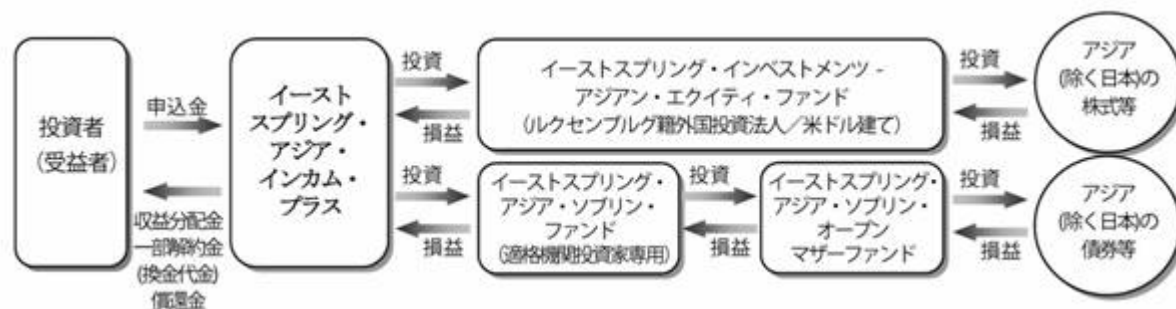 投資者
(受益者)
申込金
収益分配金
一部解約金
(換金代金)
償還金
イースト
スプリング・
アジア・
インカム・
プラス
投資
損益
イーストスプリング・インベストメンツ -
アジアン・エクイティ・ファンド
(ルクセンブルグ籍外国投資法人/米ドル建て)
投資
損益
アジア
(除く日本)の
株式等
投資
損益
イーストスプリング・
アジア・ソブリン・
ファンド
(適格機関投資家専用)
投資
損益
イーストスプリング・
アジア・ソブリン・
オープン
マザーファンド
投資
損益
アジア
(除く日本)の
債券等